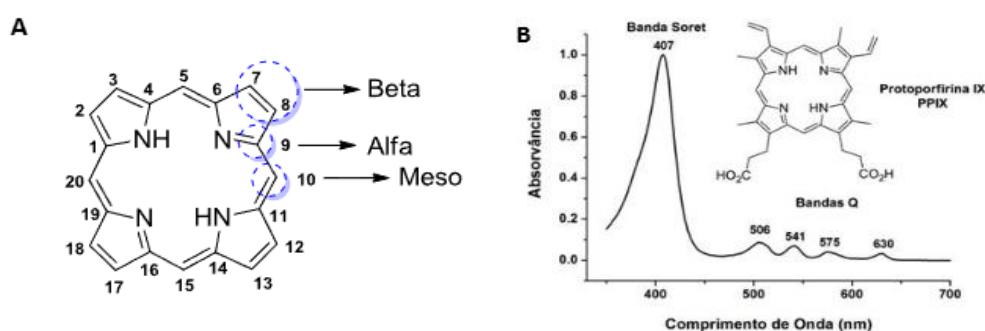 A
3
4
5
6
7
Beta
2
8
NH
N
9
Alfa
1
20
10
Meso
19
N
HN
11
18
12
16
14
17
15
13
B
Banda Soret
407
1.0
NH
N
Protoporfirina IX
PPIX
0.8
N
HN
0.6
HO₂C
CO₂H
Absorvância
0.4
Bandas Q
0.2
506
541
575
630
0.0
400
500
600
700
Comprimento de Onda (nm)